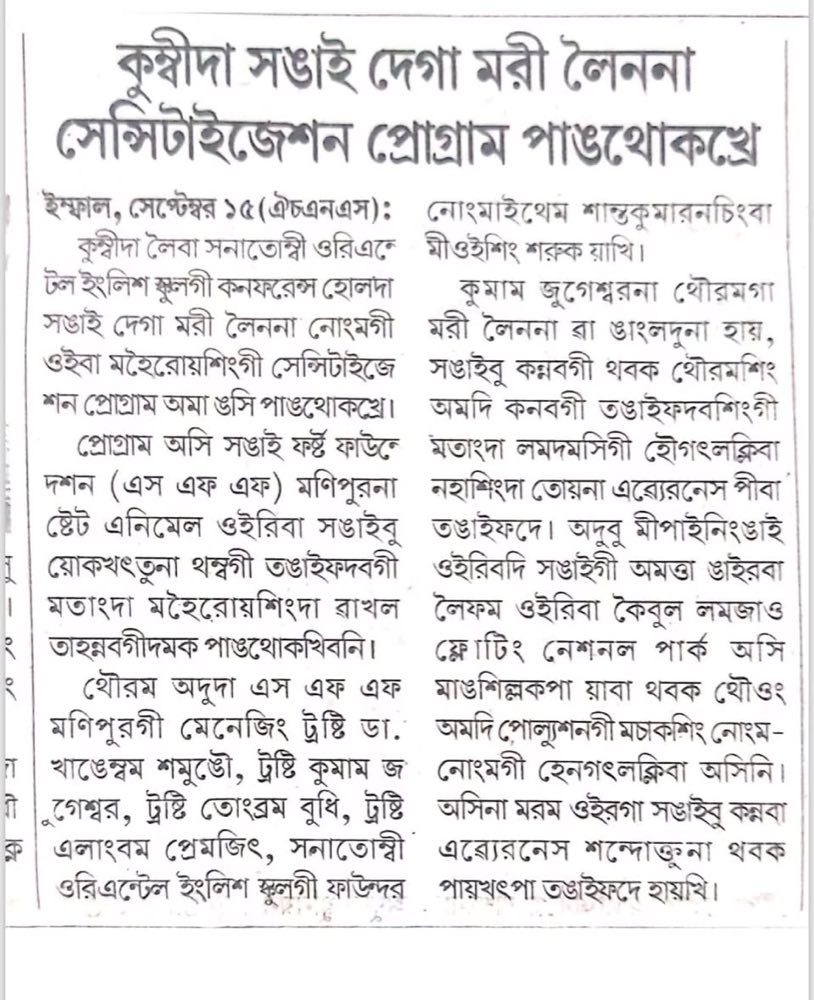 কুম্বীদা সঙাই দেগা মরী লৈননা
সেন্সিটাইজেশন প্রোগ্রাম পাঙথোকখ্রে
ইম্ফাল, সেপ্টেম্বর ১৫ (ঐচএনএস):
কুম্বীদা লৈবা সনাতোম্বী ওরিএন্টে
টল ইংলিশ স্কুলগী কনফরেন্স হোলদা
সঙাই দেগা মরী লৈননা নোংমগী
ওইবা মহৈরোয়শিংগী সেন্সিটাইজে
শন প্রোগ্রাম অমা ঙসি পাঙথোকখ্রে।
প্রোগ্রাম অসি সঙাই ফর্ষ্ট ফাউন্দে
দশন (এস এফ এফ) মণিপুরনা
ষ্টেট এনিমেল ওইরিবা সঙাইবু
য়োকখৎতুনা থম্বগী তঙাইফদবগী
মতাংদা মহৈরোয়শিংদা ৱাখল
তাহন্নবগীদমক পাঙথোকখিবনি।
থৌরম অদুদা এস এফ এফ
মণিপুরগী মেনেজিং ট্রষ্টি ডা.
খাঙেম্বম শমুঙৌ, ট্রষ্টি কুমাম জ
ুগেশ্বর, ট্রষ্টি তোংব্রম বুধি, ট্রষ্টি
এলাংবম প্রেমজিৎ, সনাতোম্বী
ওরিএন্টেল ইংলিশ স্কুলগী ফাউন্দর
নোংমাইথেম শান্তকুমারনচিংবা
মীওইশিং শরুক য়াখি।
কুমাম জুগেশ্বরনা থৌরমগা
মরী লৈননা ৱা ঙাংলদুনা হায়,
সঙাইবু কন্নবগী থবক থৌরমশিং
অমদি কনবগী তঙাইফদবশিংগী
মতাংদা লমদমসিগী হৌগৎলক্লিবা
নহাশিংদা তোয়না এৱ্যেরনেস পীবা
তঙাইফদে। অদুবু মীপাইনিংঙাই
ওইরিবদি সঙাইগী অমত্তা ঙাইরবা
লৈফম ওইরিবা কৈবুল লমজাও
ফ্লোটিং নেশনল পার্ক অসি
মাঙশিল্লকপা য়াবা থবক থৌওং
অমদি পোল্যুশনগী মচাকশিং নোংম-
নোংমগী হেনগৎলক্লিবা অসিনি।
অসিনা মরম ওইরগা সঙাইবু কন্নবা
এৱ্যেরনেস শন্দোক্তুনা থবক
পায়খৎপা তঙাইফদে হায়খি।